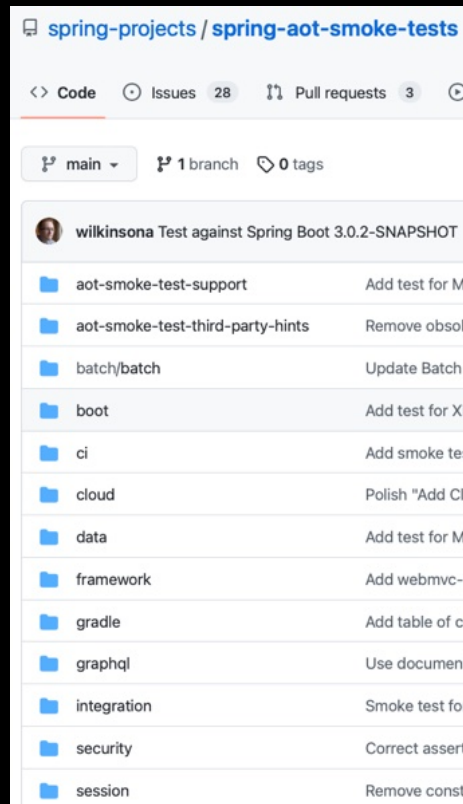 spring-projects / spring-aot-smoke-tests
<> Code Issues 28 Pull requests 3
main 1 branch 0 tags
wilkinsona Test against Spring Boot 3.0.2-SNAPSHOT
aot-smoke-test-support Add test for M
aot-smoke-test-third-party-hints Remove obsol
batch/batch Update Batch
boot Add test for X
ci Add smoke tes
cloud Polish "Add Cl
data Add test for M
framework Add webmvc-
gradle Add table of c
graphql Use documen
integration Smoke test fo
security Correct assert
session Remove const